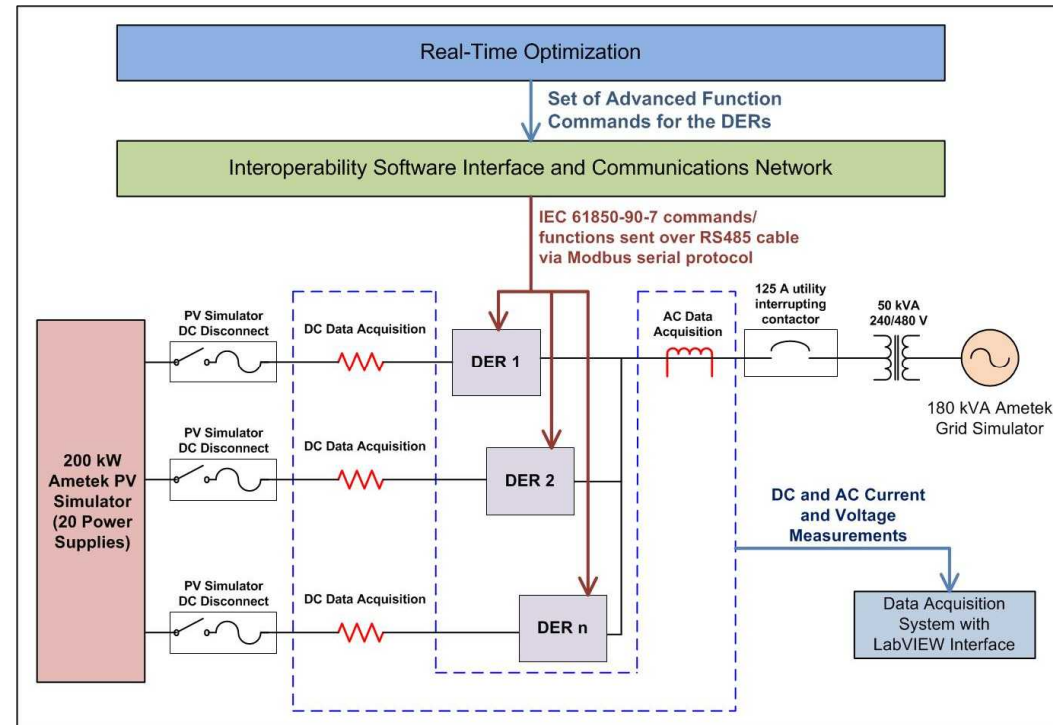 Real-Time Optimization
Set of Advanced Function
Commands for the DERs
Interoperability Software Interface and Communications Network
IEC 61850-90-7 commands/
functions sent over RS485 cable
via Modbus serial protocol
125 A utility
interrupting
contactor
50 kVA
240/480 V
PV Simulator
DC Disconnect
DC Data Acquisition
AC Data
Acquisition
DER 1
180 kVA Ametek
Grid Simulator
PV Simulator
DC Disconnect
DC Data Acquisition
DER 2
200 kW
Ametek PV
Simulator
(20 Power
Supplies)
DC and AC Current
and Voltage
Measurements
PV Simulator
DC Disconnect
DC Data Acquisition
DER n
Data Acquisition
System with
LabVIEW Interface